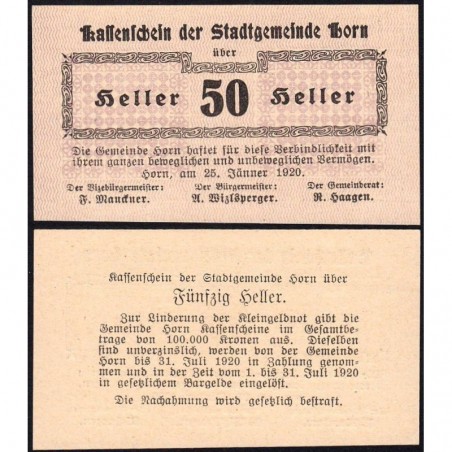 Kassenschein der Stadtgemeinde Horn
über
Heller 50 Heller
Die Gemeinde Horn haftet für diese Verbindlichkeit mit
ihrem ganzen beweglichen und unbeweglichen Vermögen.
Horn, am 25. Jänner 1920.
Der Vizebürgermeister: Der Bürgermeister: Der Gemeinderat:
F. Manckner. A. Wizlsperger. R. Haagen.
Kassenschein der Stadtgemeinde Horn über
Fünfzig Heller.
Zur Linderung der Kleingeldnot gibt die
Gemeinde Horn Kassenscheine im Gesamtbe-
trage von 100.000 Kronen aus. Dieselben
sind unverzinslich, werden von der Gemeinde
Horn bis 31. Juli 1920 in Zahlung genom-
men und in der Zeit vom 1. bis 31. Juli 1920
in gesetzlichem Bargelde eingelöst.
Die Nachahmung wird gesetzlich bestraft.